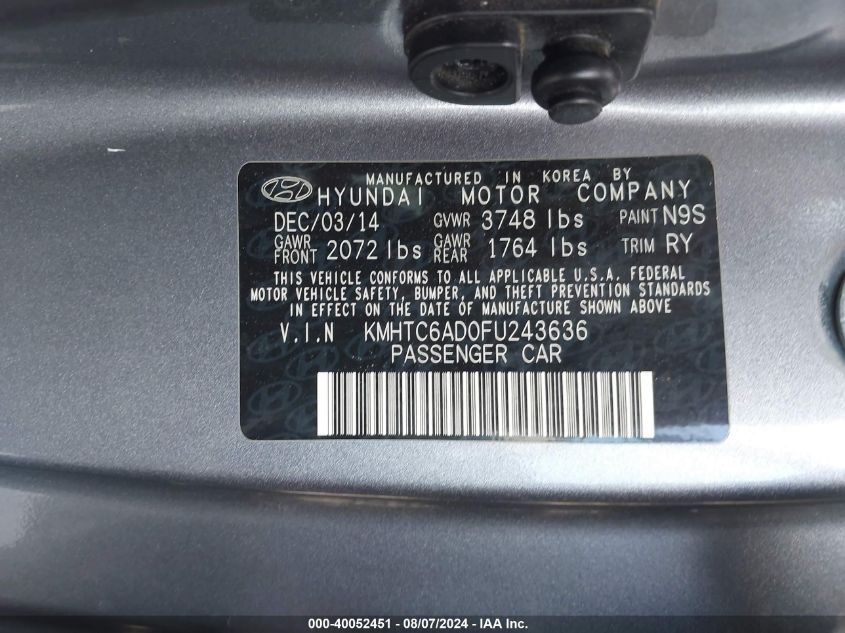 MANUFACTURED IN KOREA BY
HYUNDAI MOTOR COMPANY
DEC/03/14 GVWR 3748 lbs PAINT N9S
GAWR FRONT 2072 lbs GAWR REAR 1764 lbs TRIM RY
THIS VEHICLE CONFORMS TO ALL APPLICABLE U.S.A. FEDERAL
MOTOR VEHICLE SAFETY, BUMPER, AND THEFT PREVENTION STANDARDS
IN EFFECT ON THE DATE OF MANUFACTURE SHOWN ABOVE
V.I.N KMHTC6AD0FU243636
PASSENGER CAR
000-40052451 - 08/07/2024 - IAA Inc.